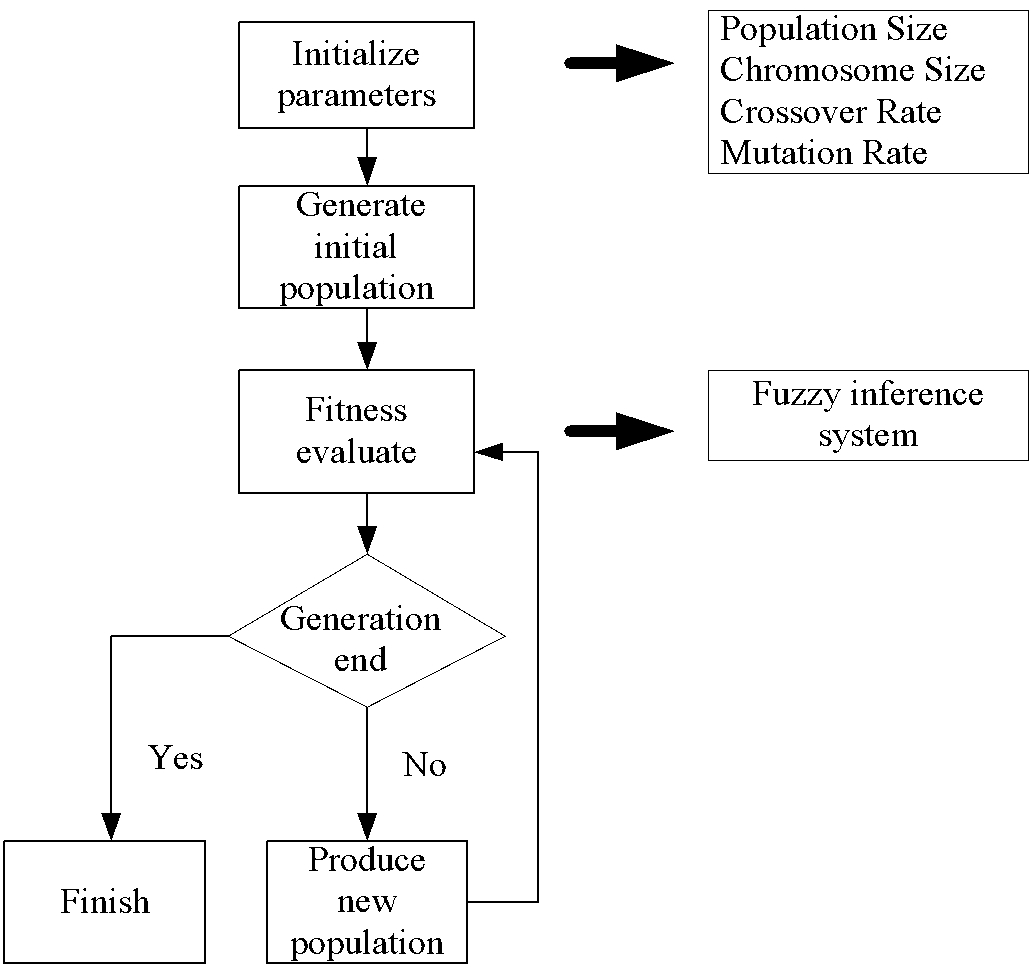 Initialize
parameters
Population Size
Chromosome Size
Crossover Rate
Mutation Rate
Generate
initial
population
Fitness
evaluate
Fuzzy inference
system
Generation
end
Yes
No
Finish
Produce
new
population